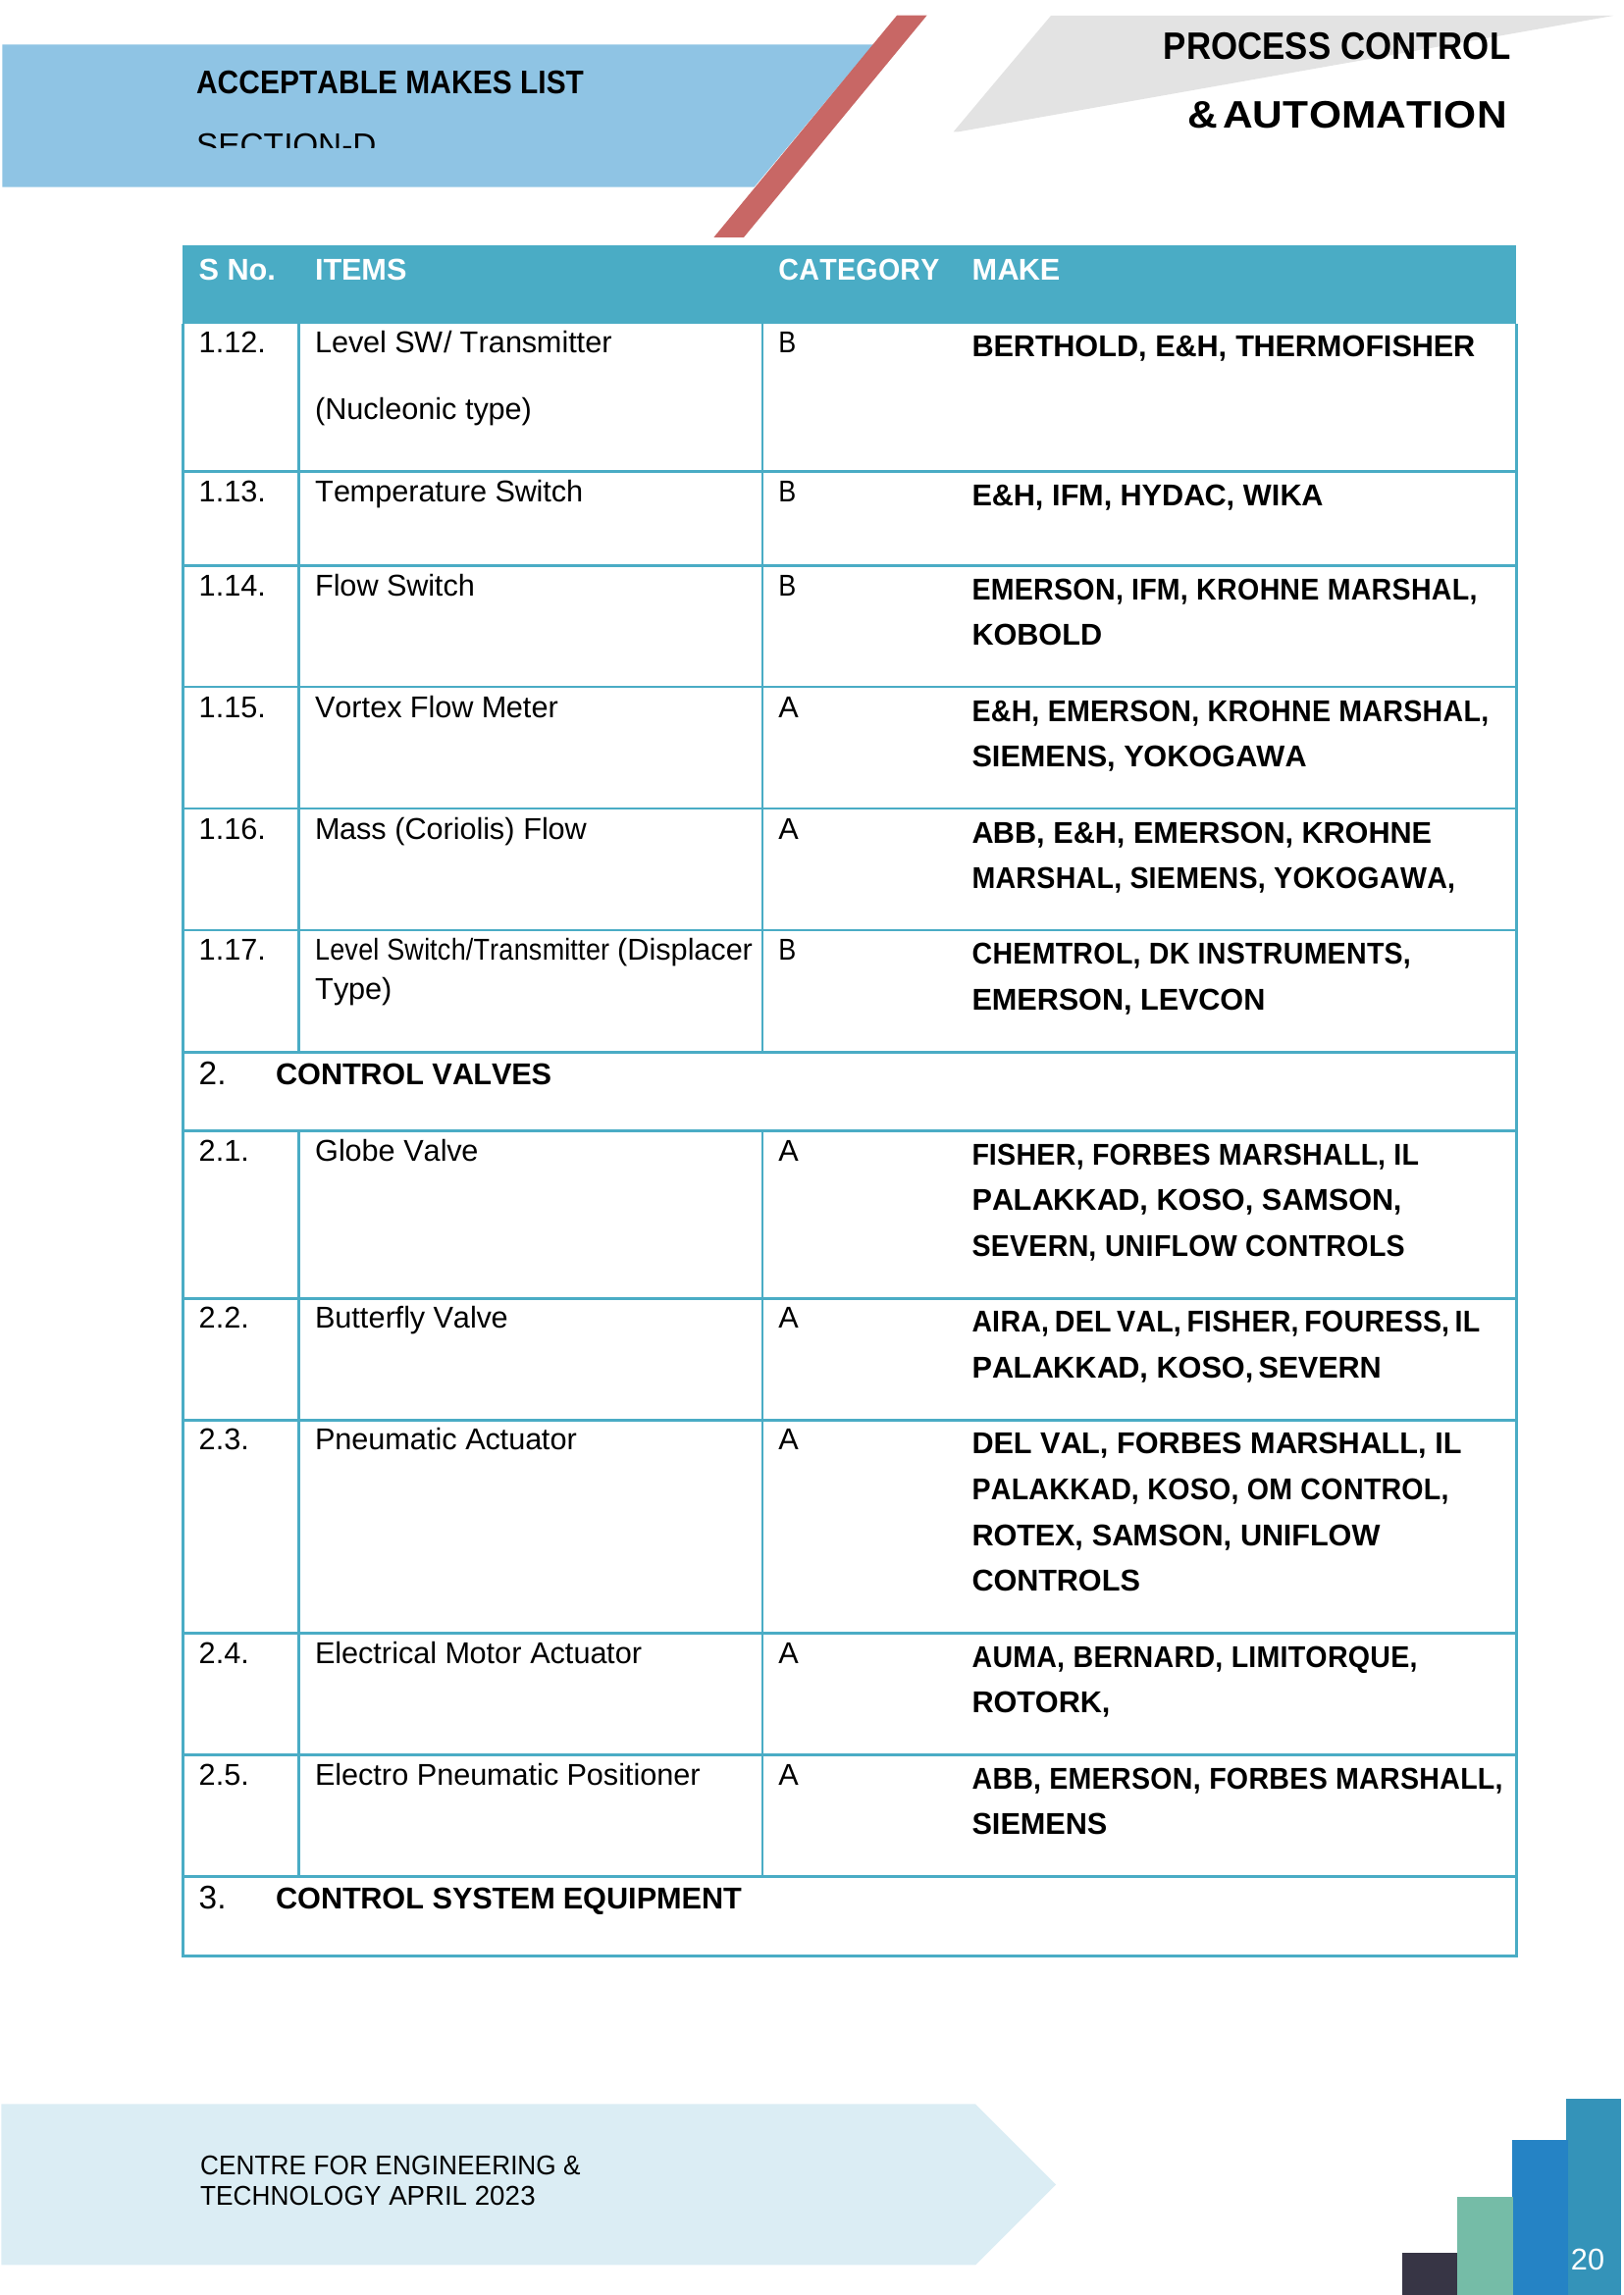 ACCEPTABLE MAKES LIST
SECTION-D
PROCESS CONTROL
& AUTOMATION
S No. ITEMS CATEGORY MAKE
1.12. Level SW/ Transmitter B BERTHOLD, E&H, THERMOFISHER
(Nucleonic type)
1.13. Temperature Switch B E&H, IFM, HYDAC, WIKA
1.14. Flow Switch B EMERSON, IFM, KROHNE MARSHAL,
KOBOLD
1.15. Vortex Flow Meter A E&H, EMERSON, KROHNE MARSHAL,
SIEMENS, YOKOGAWA
1.16. Mass (Coriolis) Flow A ABB, E&H, EMERSON, KROHNE
MARSHAL, SIEMENS, YOKOGAWA,
1.17. Level Switch/Transmitter (Displacer B CHEMTROL, DK INSTRUMENTS,
Type) EMERSON, LEVCON
2. CONTROL VALVES
2.1. Globe Valve A FISHER, FORBES MARSHALL, IL
PALAKKAD, KOSO, SAMSON,
SEVERN, UNIFLOW CONTROLS
2.2. Butterfly Valve A AIRA, DEL VAL, FISHER, FOURESS, IL
PALAKKAD, KOSO, SEVERN
2.3. Pneumatic Actuator A DEL VAL, FORBES MARSHALL, IL
PALAKKAD, KOSO, OM CONTROL,
ROTEX, SAMSON, UNIFLOW
CONTROLS
2.4. Electrical Motor Actuator A AUMA, BERNARD, LIMITORQUE,
ROTORK,
2.5. Electro Pneumatic Positioner A ABB, EMERSON, FORBES MARSHALL,
SIEMENS
3. CONTROL SYSTEM EQUIPMENT
CENTRE FOR ENGINEERING &
TECHNOLOGY APRIL 2023
20